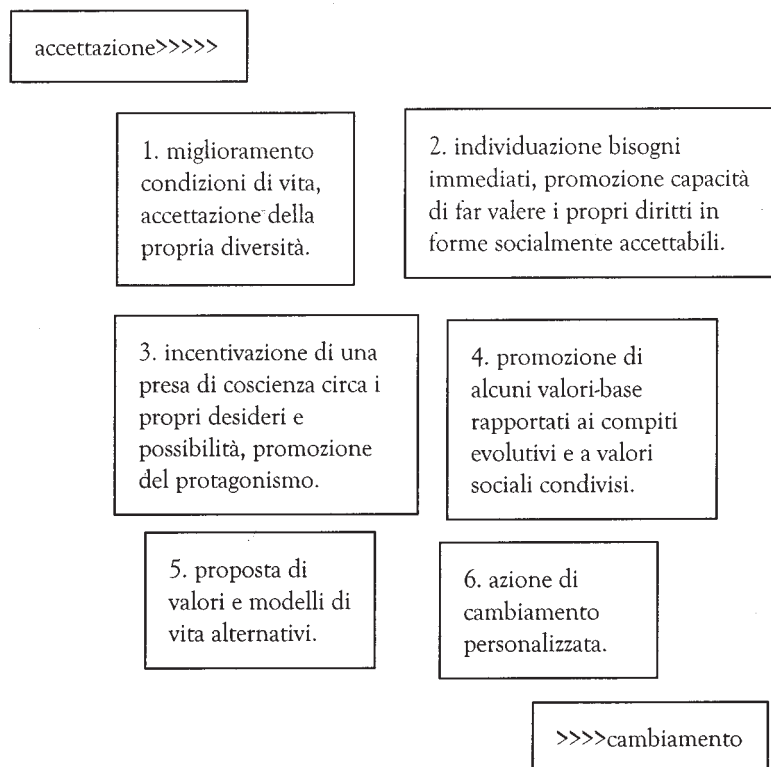 accettazione>>>>>
1. miglioramento
condizioni di vita,
accettazione della
propria diversità.
2. individuazione bisogni
immediati, promozione capacità
di far valere i propri diritti in
forme socialmente accettabili.
3. incentivazione di una
presa di coscienza circa i
propri desideri e
possibilità, promozione
del protagonismo.
4. promozione di
alcuni valori-base
rapportati ai compiti
evolutivi e a valori
sociali condivisi.
5. proposta di
valori e modelli di
vita alternativi.
6. azione di
cambiamento
personalizzata.
>>>>cambiamento